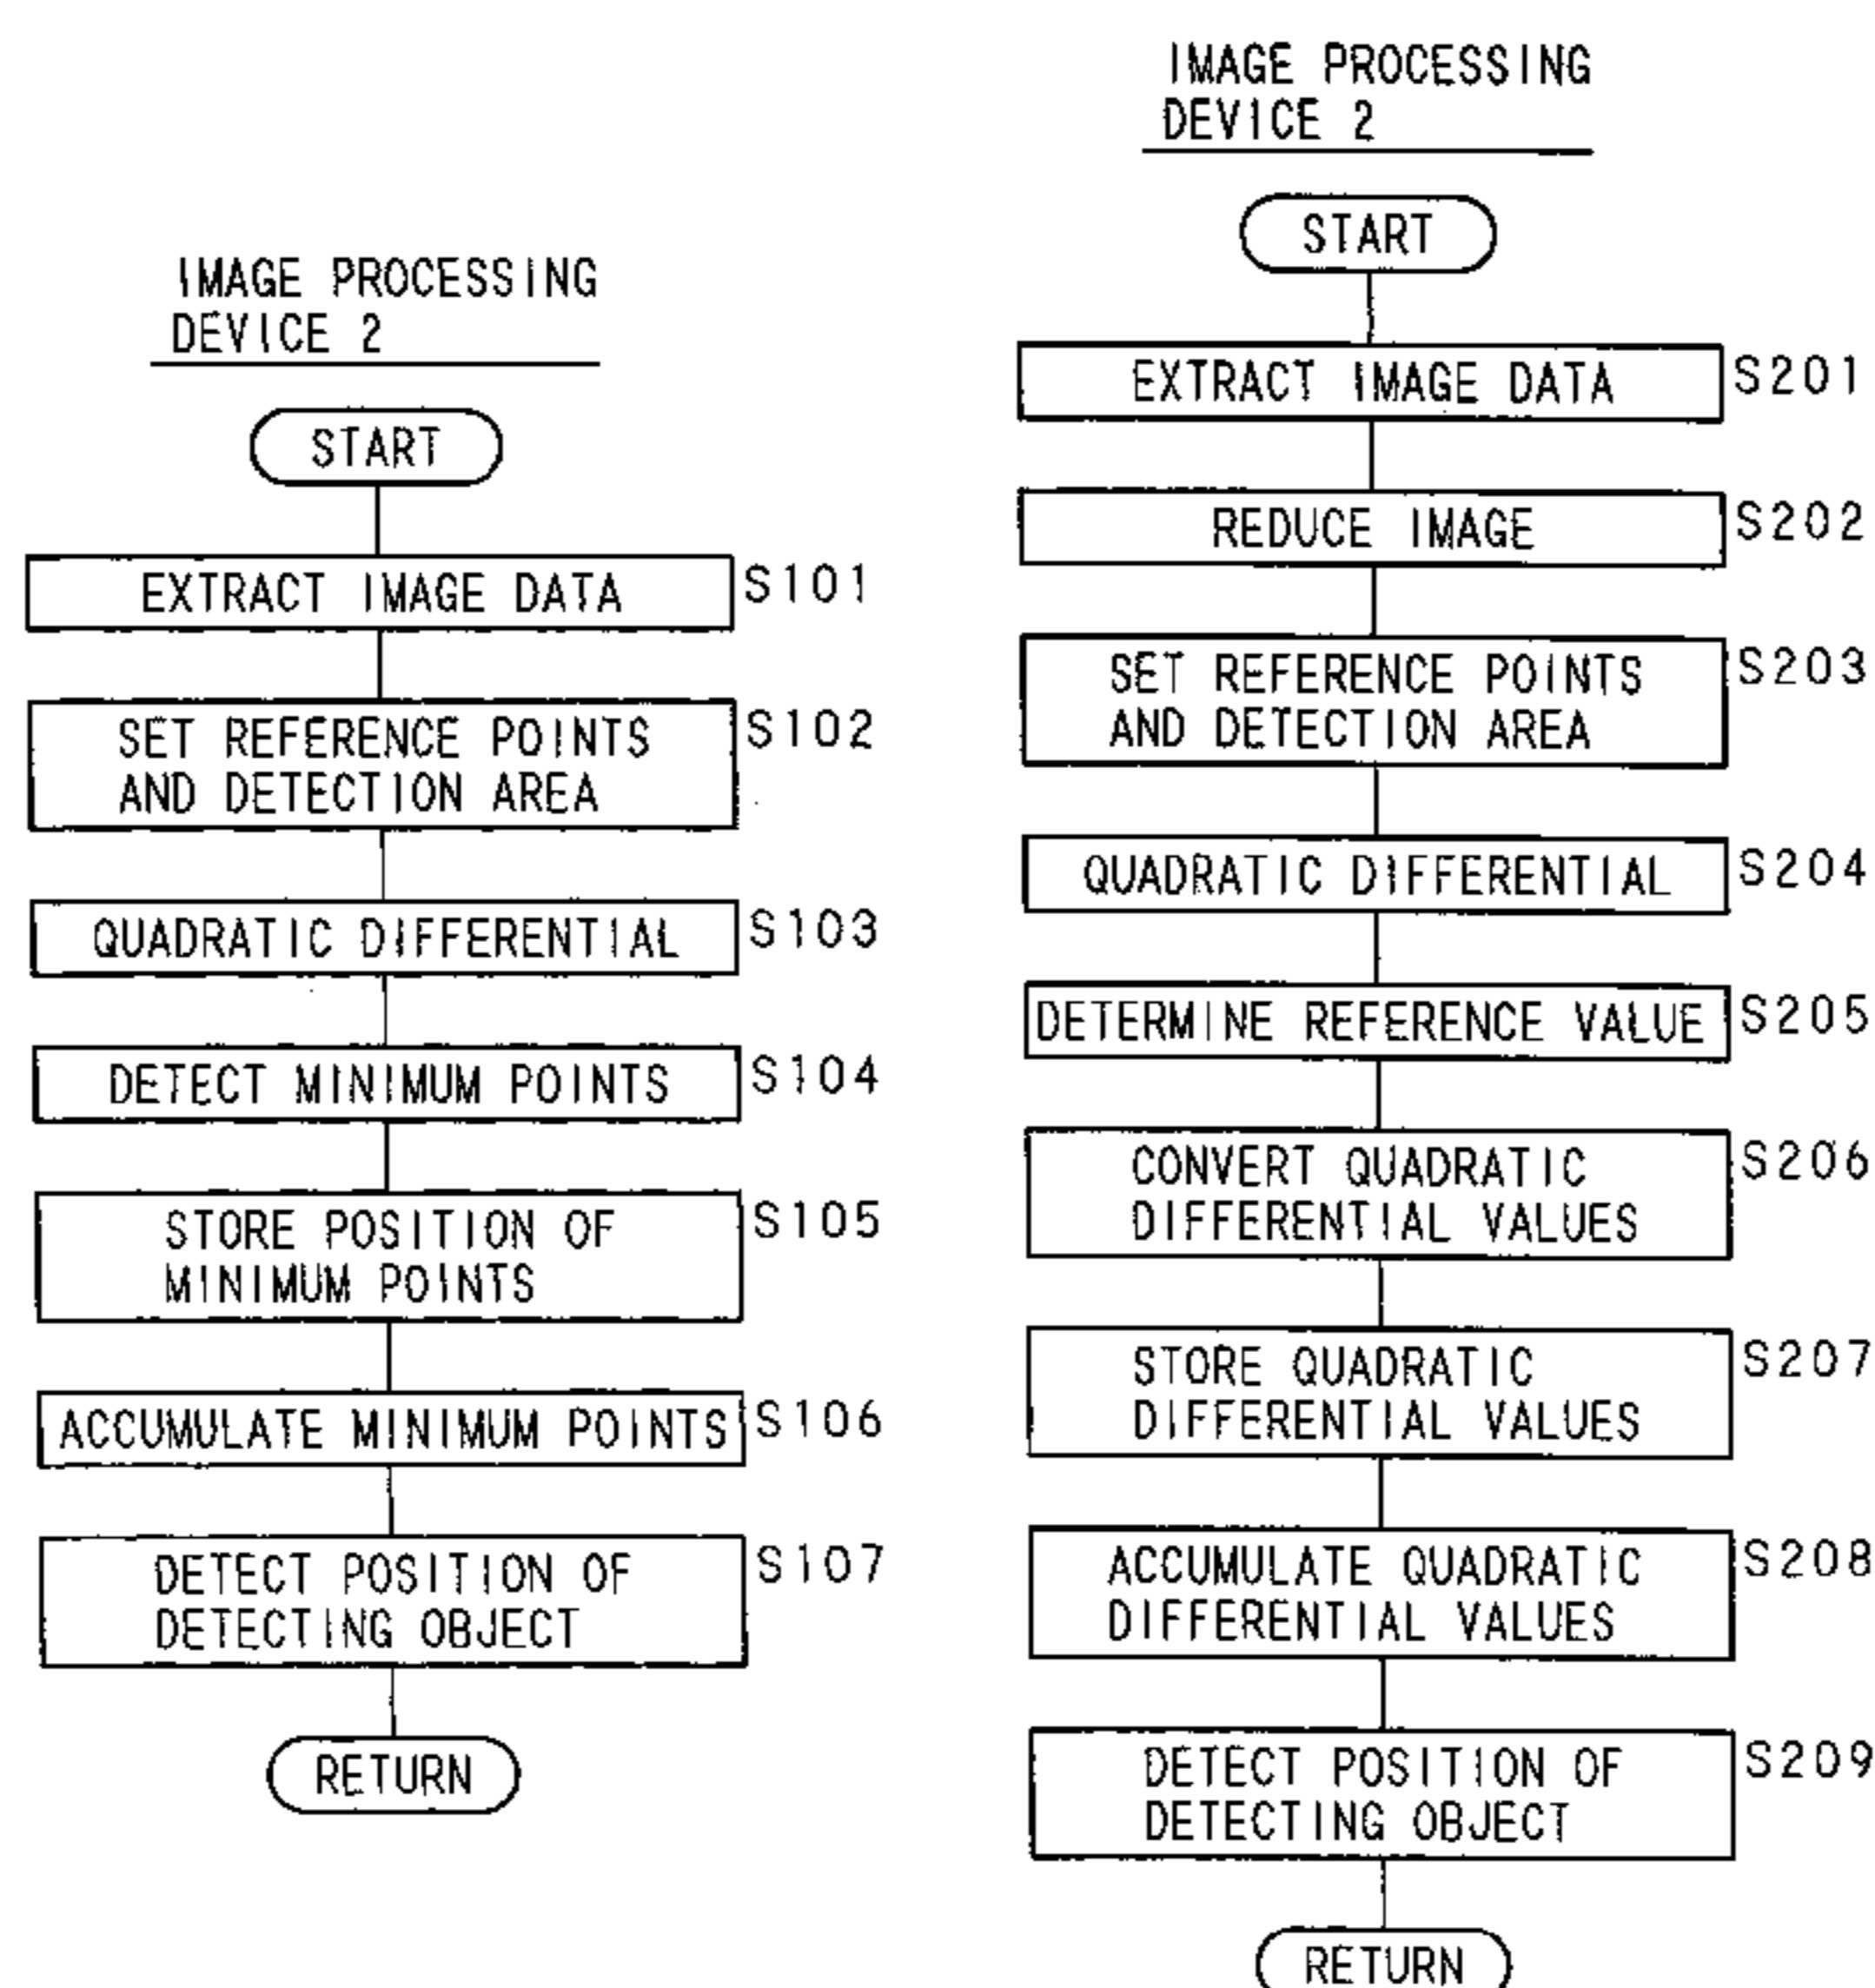 IMAGE PROCESSING
DEVICE 2
START
EXTRACT IMAGE DATA S101
SET REFERENCE POINTS S102
AND DETECTION AREA
QUADRATIC DIFFERENTIAL S103
DETECT MINIMUM POINTS S104
STORE POSITION OF S105
MINIMUM POINTS
ACCUMULATE MINIMUM POINTS S106
DETECT POSITION OF S107
DETECTING OBJECT
RETURN
IMAGE PROCESSING
DEVICE 2
START
EXTRACT IMAGE DATA S201
REDUCE IMAGE S202
SET REFERENCE POINTS S203
AND DETECTION AREA
QUADRATIC DIFFERENTIAL S204
DETERMINE REFERENCE VALUE S205
CONVERT QUADRATIC S206
DIFFERENTIAL VALUES
STORE QUADRATIC S207
DIFFERENTIAL VALUES
ACCUMULATE QUADRATIC S208
DIFFERENTIAL VALUES
DETECT POSITION OF S209
DETECTING OBJECT
RETURN